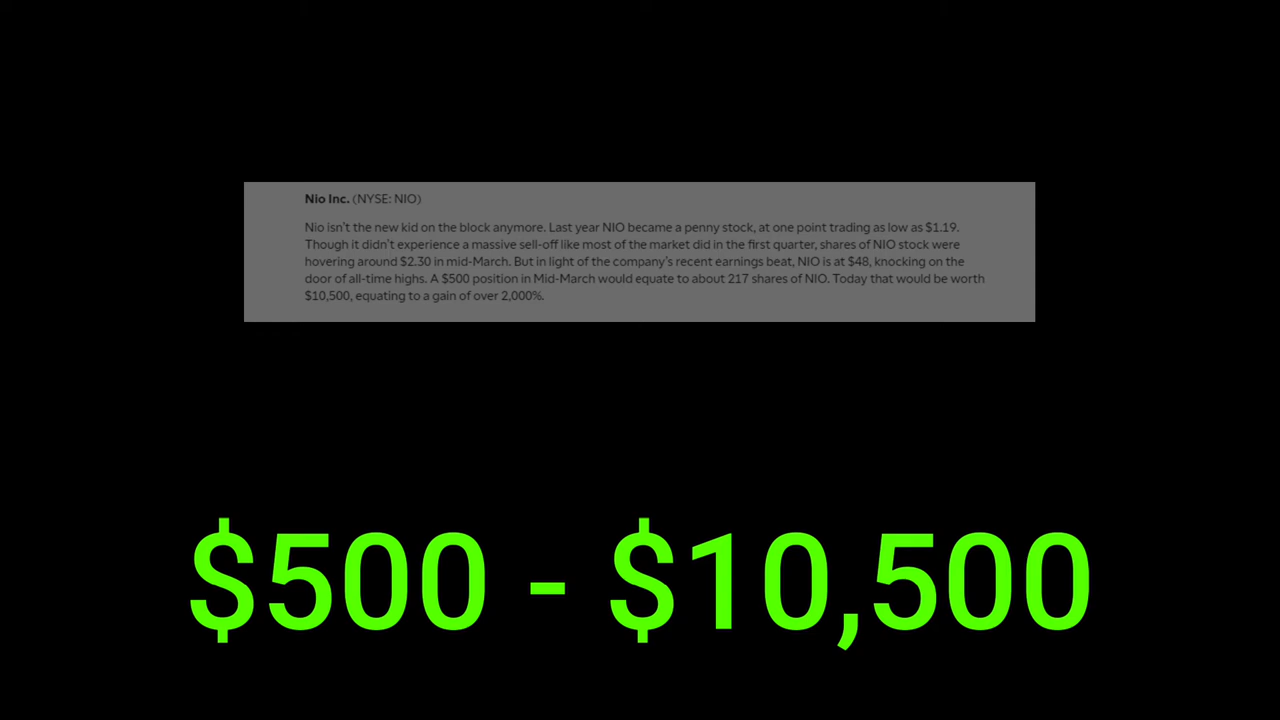 Nio Inc. (NYSE: NIO)
Nio isn't the new kid on the block anymore. Last year NIO became a penny stock, at one point trading as low as $1.19.
Though it didn't experience a massive sell-off like most of the market did in the first quarter, shares of NIO stock were
hovering around $2.30 in mid-March. But in light of the company's recent earnings beat, NIO is at $48, knocking on the
door of all-time highs. A $500 position in Mid-March would equate to about 217 shares of NIO. Today that would be worth
$10,500, equating to a gain of over 2,000%.
$500 - $10,500